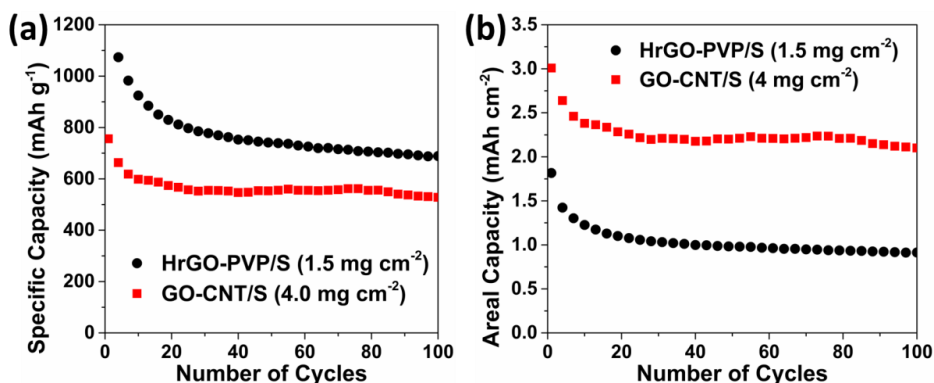 (a)
1200
1000
800
600
400
200
0
Specific Capacity (mAh g⁻¹)
HrGO-PVP/S (1.5 mg cm⁻²)
GO-CNT/S (4.0 mg cm⁻²)
0 20 40 60 80 100
Number of Cycles
(b)
3.5
3.0
2.5
2.0
1.5
1.0
0.5
0.0
Areal Capacity (mAh cm⁻²)
HrGO-PVP/S (1.5 mg cm⁻²)
GO-CNT/S (4 mg cm⁻²)
0 20 40 60 80 100
Number of Cycles